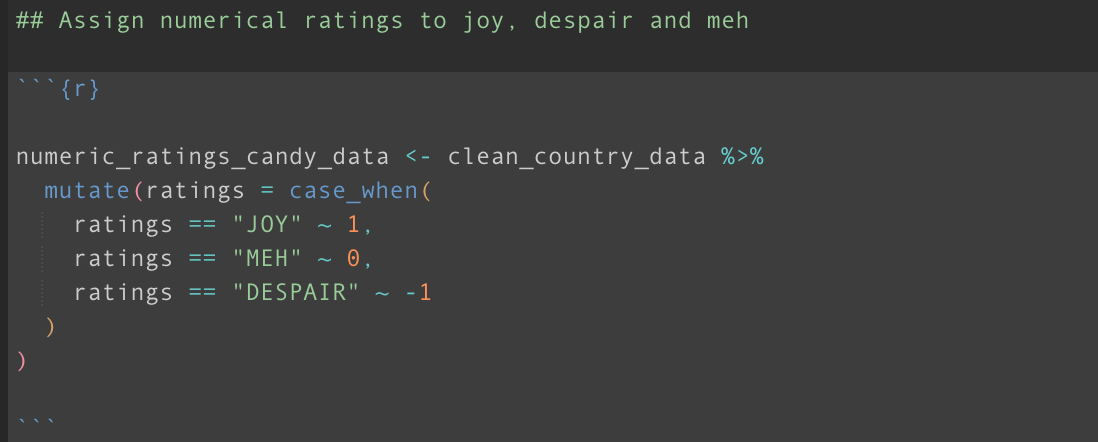 ## Assign numerical ratings to joy, despair and meh
```{r}
numeric_ratings_candy_data <- clean_country_data %>%
  mutate(ratings = case_when(
    ratings == "JOY" ~ 1,
    ratings == "MEH" ~ 0,
    ratings == "DESPAIR" ~ -1
  )
)
```